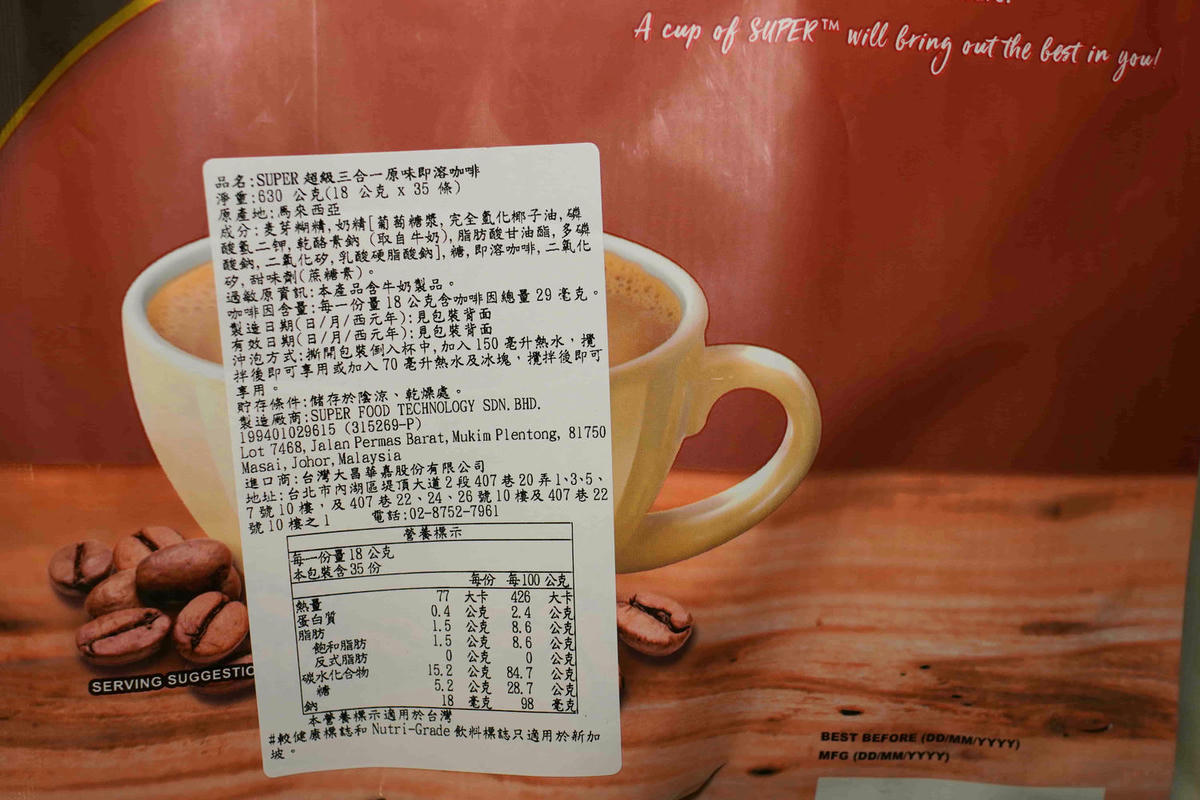 A cup of SUPER™ will bring out the best in you!
品名:SUPER 超級三合一原味即溶咖啡
淨重:630 公克(18 公克 x 35 條)
原產地:馬來西亞
成分:麥芽糊精,奶精[葡萄糖漿,完全氫化椰子油,磷
酸氫二鉀,乾酪素鈉 (取自牛奶),脂肪酸甘油酯,多磷
酸鈉,二氧化矽,乳酸硬脂酸鈉],糖,即溶咖啡,二氧化
矽,甜味劑(蔗糖素)。
過敏原資訊:本產品含牛奶製品。
咖啡因含量:每一份量 18 公克含咖啡因總量 29 毫克。
製造日期(日/月/西元年):見包裝背面
有效日期(日/月/西元年):見包裝背面
沖泡方式:撕開包裝倒入杯中,加入 150 毫升熱水，攪
拌後即可享用或加入 70 毫升熱水及冰塊，攪拌後即可
享用。
貯存條件:儲存於陰涼、乾燥處。
製造廠商:SUPER FOOD TECHNOLOGY SDN. BHD.
199401029615 (315269-P)
Lot 7468, Jalan Permas Barat, Mukim Plentong, 81750
Masai, Johor, Malaysia
進口商:台灣大昌華嘉股份有限公司
地址:台北市內湖區堤頂大道 2 段 407 巷 20 弄 1、3、5、
7 號 10 樓，及 407 巷 22、24、26 號 10 樓及 407 巷 22
號 10 樓之 1 電話:02-8752-7961
營養標示
每一份量 18 公克
本包裝含 35 份
每份 每 100 公克
熱量 77 大卡 426 大卡
蛋白質 0.4 公克 2.4 公克
脂肪 1.5 公克 8.6 公克
飽和脂肪 1.5 公克 8.6 公克
反式脂肪 0 公克 0 公克
碳水化合物 15.2 公克 84.7 公克
糖 5.2 公克 28.7 公克
鈉 18 毫克 98 毫克
本營養標示適用於台灣
#較健康標誌和 Nutri-Grade 飲料標誌只適用於新加
坡。
SERVING SUGGESTIO
BEST BEFORE (DD/MM/YYYY)
MFG (DD/MM/YYYY)